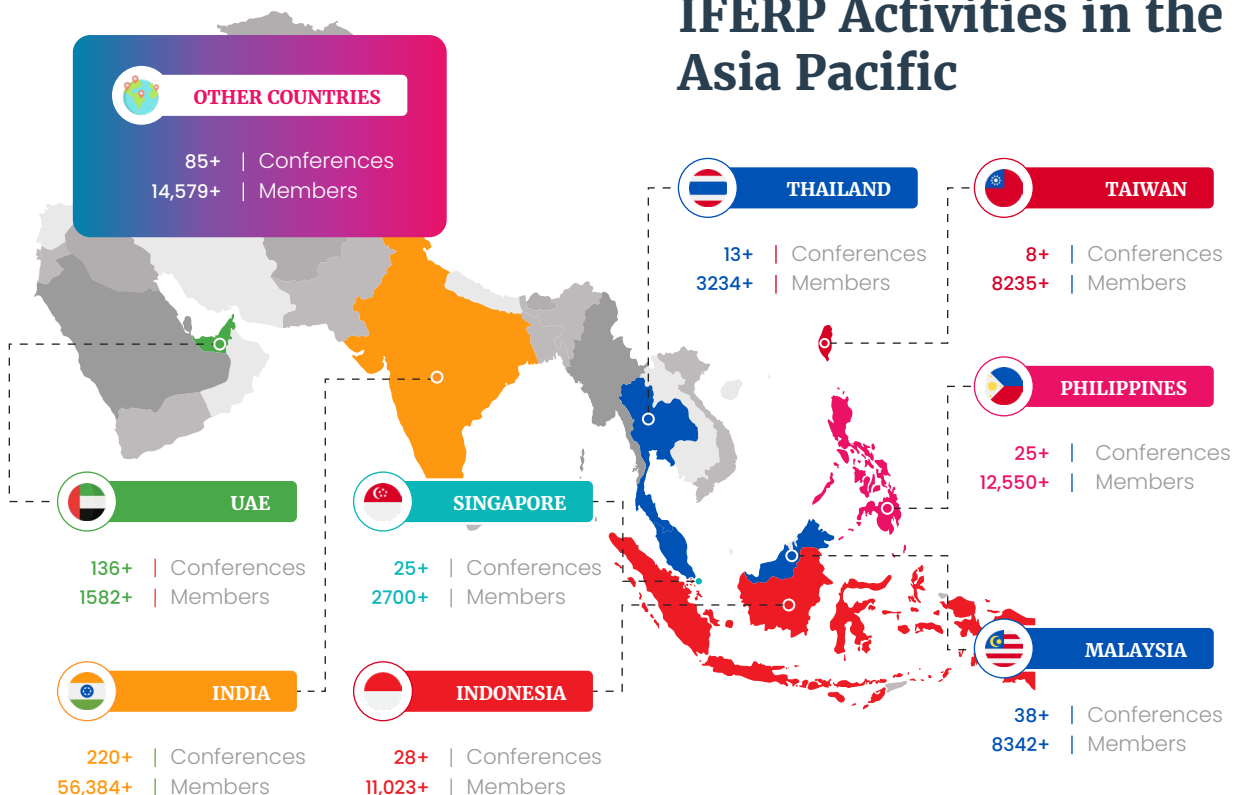 IFERP Activities in the
Asia Pacific
OTHER COUNTRIES
85+ | Conferences
14,579+ | Members
THAILAND
13+ | Conferences
3234+ | Members
TAIWAN
8+ | Conferences
8235+ | Members
PHILIPPINES
25+ | Conferences
12,550+ | Members
UAE
136+ | Conferences
1582+ | Members
SINGAPORE
25+ | Conferences
2700+ | Members
INDIA
220+ | Conferences
56,384+ | Members
INDONESIA
28+ | Conferences
11,023+ | Members
MALAYSIA
38+ | Conferences
8342+ | Members